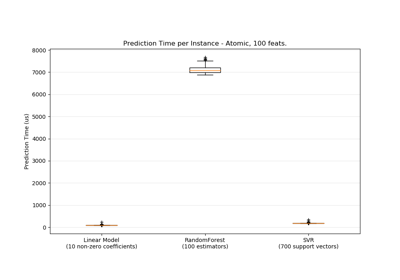 Prediction Time per Instance - Atomic, 100 feats.
8000
7000
6000
5000
4000
3000
2000
1000
0
Prediction Time (us)
Linear Model
(10 non-zero coefficients)
RandomForest
(100 estimators)
SVR
(700 support vectors)